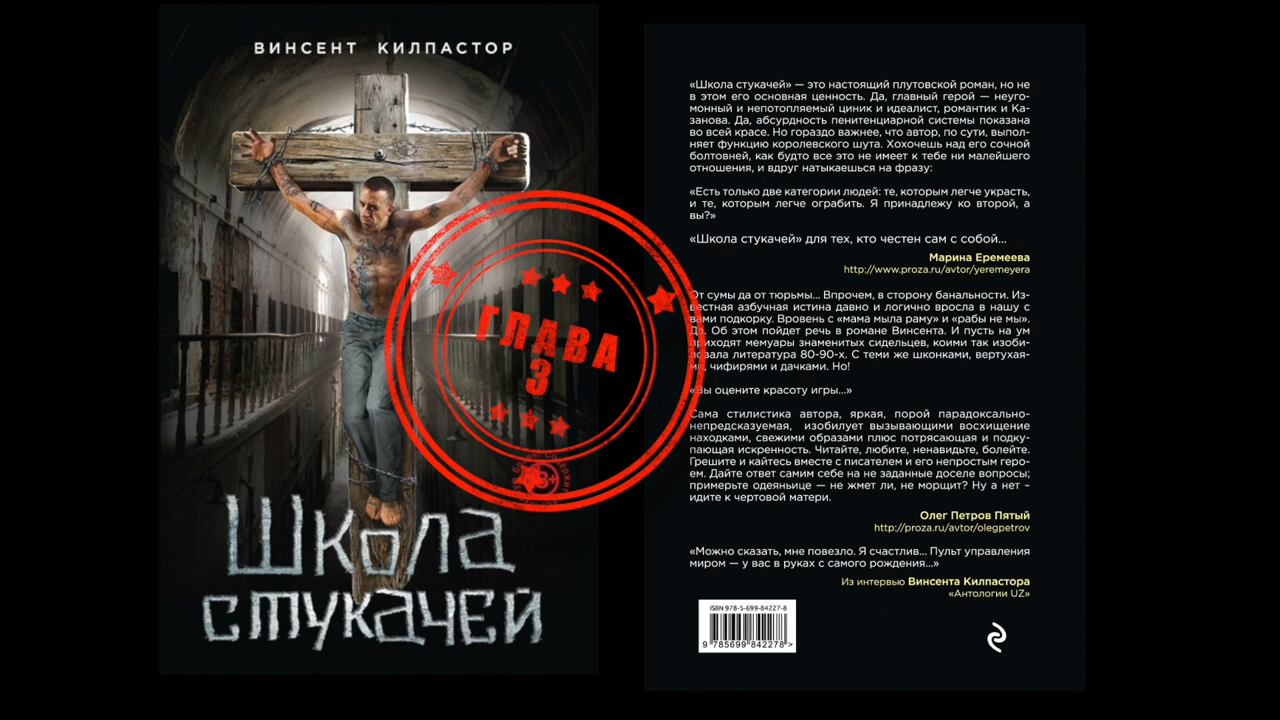 ВИНСЕНТ КИЛПАСТОР
Школа
стукачей
ГЛАВА
3
«Школа стукачей» — это настоящий плутовской роман, но не
в этом его основная ценность. Да, главный герой — неуго-
монный и непотопляемый циник и идеалист, романтик и Ка-
занова. Да, абсурдность пенитенциарной системы показана
во всей красе. Но гораздо важнее, что автор, по сути, выпол-
няет функцию королевского шута. Хохочешь над его сочной
болтовней, как будто все это не имеет к тебе ни малейшего
отношения, и вдруг натыкаешься на фразу:
«Есть только две категории людей: те, которым легче украсть,
и те, которым легче ограбить. Я принадлежу ко второй, а
вы?»
«Школа стукачей» для тех, кто честен сам с собой...
Марина Еремеева
http://www.proza.ru/avtor/yeremeyera
От сумы да от тюрьмы... Впрочем, в сторону банальности. Из-
вестная азбучная истина давно и логично вросла в нашу с
вами подкорку. Вровень с «мама мыла раму» и «рабы не мы».
Да. Об этом пойдет речь в романе Винсента. И пусть на ум
приходят мемуары знаменитых сидельцев, коими так изоби-
ловала литература 80-90-х. С теми же шконками, вертухая-
ми, чифирями и дачками. Но!
«Вы оцените красоту игры...»
Сама стилистика автора, яркая, порой парадоксально-
непредсказуемая, изобилует вызывающими восхищение
находками, свежими образами плюс потрясающая и подку-
пающая искренность. Читайте, любите, ненавидьте, болейте.
Грешите и кайтесь вместе с писателем и его непростым геро-
ем. Дайте ответ самим себе на не заданные доселе вопросы;
примерьте одеяньице — не жмет ли, не морщит? Ну а нет –
идите к чертовой матери.
Олег Петров Пятый
http://proza.ru/avtor/olegpetrov
«Можно сказать, мне повезло. Я счастлив... Пульт управления
миром — у вас в руках с самого рождения...»
Из интервью Винсента Килпастора
«Антологии UZ»
ISBN 978-5-699-84227-8
9 785699 842278 >